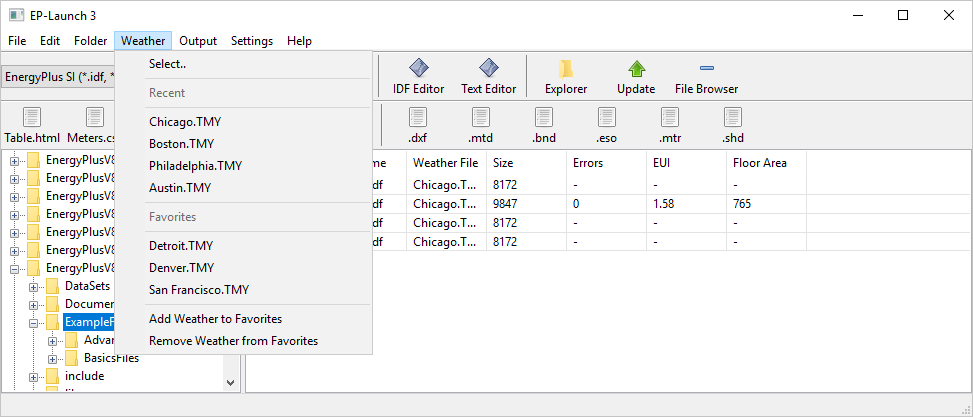 EP-Launch 3
File Edit Folder Weather Output Settings Help
EnergyPlus SI (*.idf, *
Select..
Recent
Chicago.TMY
Boston.TMY
Philadelphia.TMY
Austin.TMY
Favorites
Detroit.TMY
Denver.TMY
San Francisco.TMY
Add Weather to Favorites
Remove Weather from Favorites
IDF Editor Text Editor Explorer Update File Browser
Table.html Meters.cs .dxf .mtd .bnd .eso .mtr .shd
EnergyPlusV8
EnergyPlusV8
EnergyPlusV8
EnergyPlusV8
EnergyPlusV8
EnergyPlusV8
EnergyPlusV8
DataSets
Documen
ExampleF
Advan
BasicsFiles
include
me Weather File Size Errors EUI Floor Area
df Chicago.T... 8172 - - -
df Chicago.T... 9847 0 1.58 765
df Chicago.T... 8172 - - -
df Chicago.T... 8172 - - -